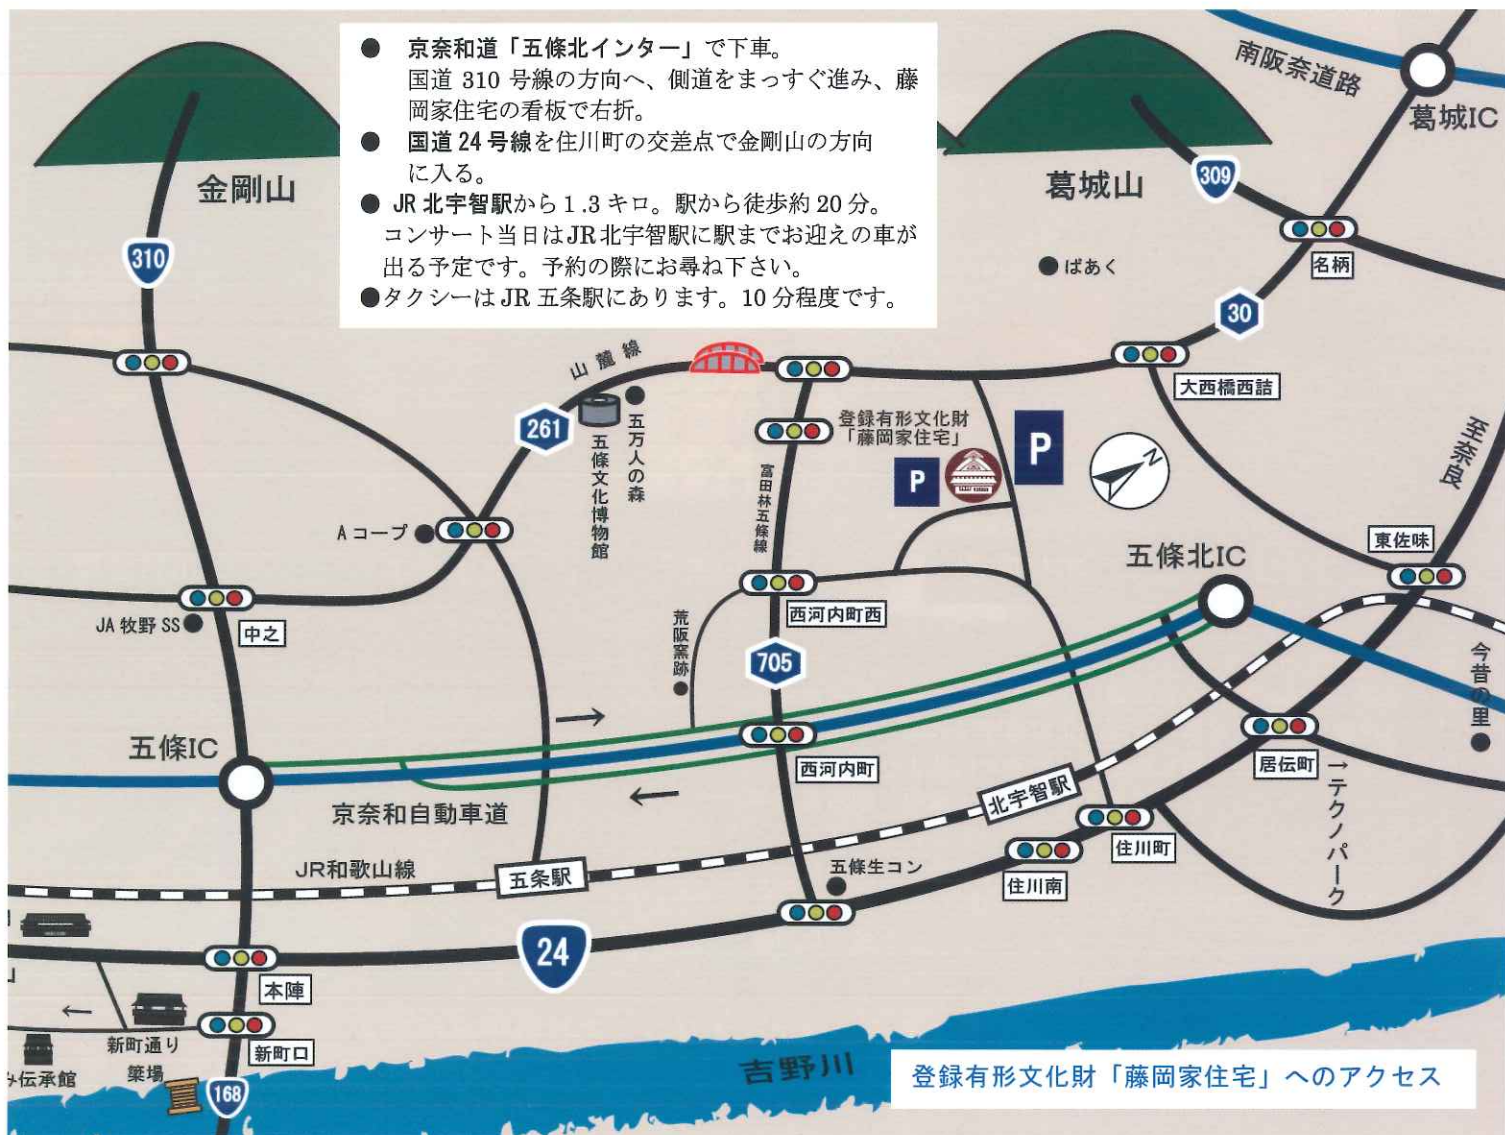 ● 京奈和道「五條北インター」で下車。
国道 310 号線の方向へ、側道をまっすぐ進み、藤
岡家住宅の看板で右折。
● 国道 24 号線を住川町の交差点で金剛山の方向
に入る。
● JR 北宇智駅から 1.3 キロ。駅から徒歩約 20 分。
コンサート当日はJR北宇智駅に駅までお迎えの車が
出る予定です。予約の際にお尋ね下さい。
●タクシーはJR 五条駅にあります。10 分程度です。
南阪奈道路
葛城IC
金剛山
葛城山
309
310
ばあく
名柄
30
山麓線
大西橋西詰
261
五万人の森
五條文化博物館
登録有形文化財
「藤岡家住宅」
P
P
N
富田林五條線
至奈良
Aコープ
東佐味
五條北IC
JA 牧野 SS
中之
西河内町西
荒阪窯跡
705
今昔の里
五條IC
西河内町
居伝町
→テクノパーク
→
←
京奈和自動車道
北宇智駅
JR和歌山線
五条駅
五條生コン
住川町
住川南
24
本陣
←
新町通り
新町口
簗場
み伝承館
168
吉野川
登録有形文化財「藤岡家住宅」へのアクセス